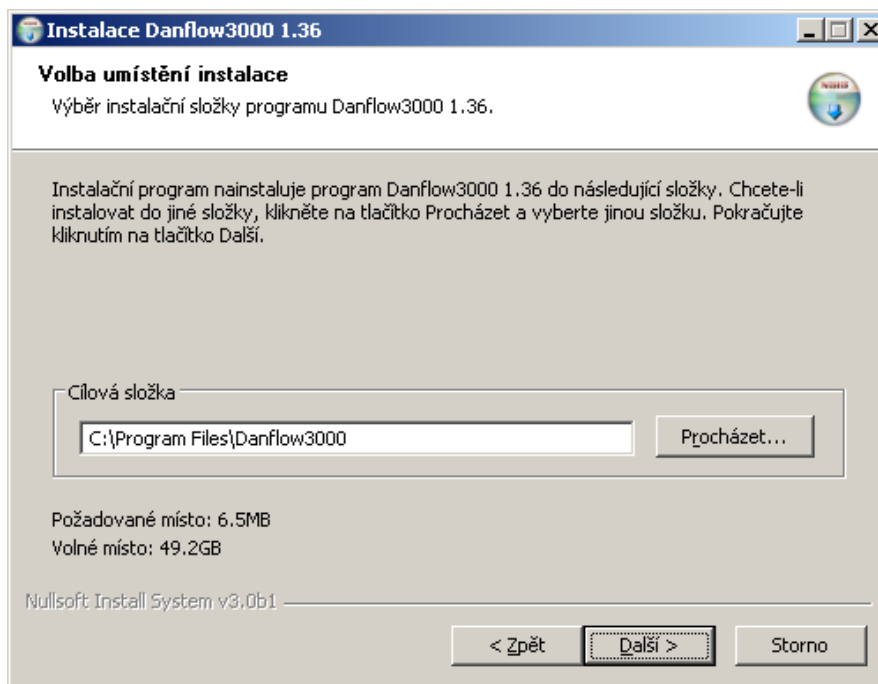 Instalace Danflow3000 1.36
Volba umístění instalace
Výběr instalační složky programu Danflow3000 1.36.
Instalační program nainstaluje program Danflow3000 1.36 do následující složky. Chcete-li
instalovat do jiné složky, klikněte na tlačítko Procházet a vyberte jinou složku. Pokračujte
kliknutím na tlačítko Další.
Cílová složka
C:\Program Files\Danflow3000
Procházet...
Požadované místo: 6.5MB
Volné místo: 49.2GB
Nullsoft Install System v3.0b1
< Zpět
Další >
Storno